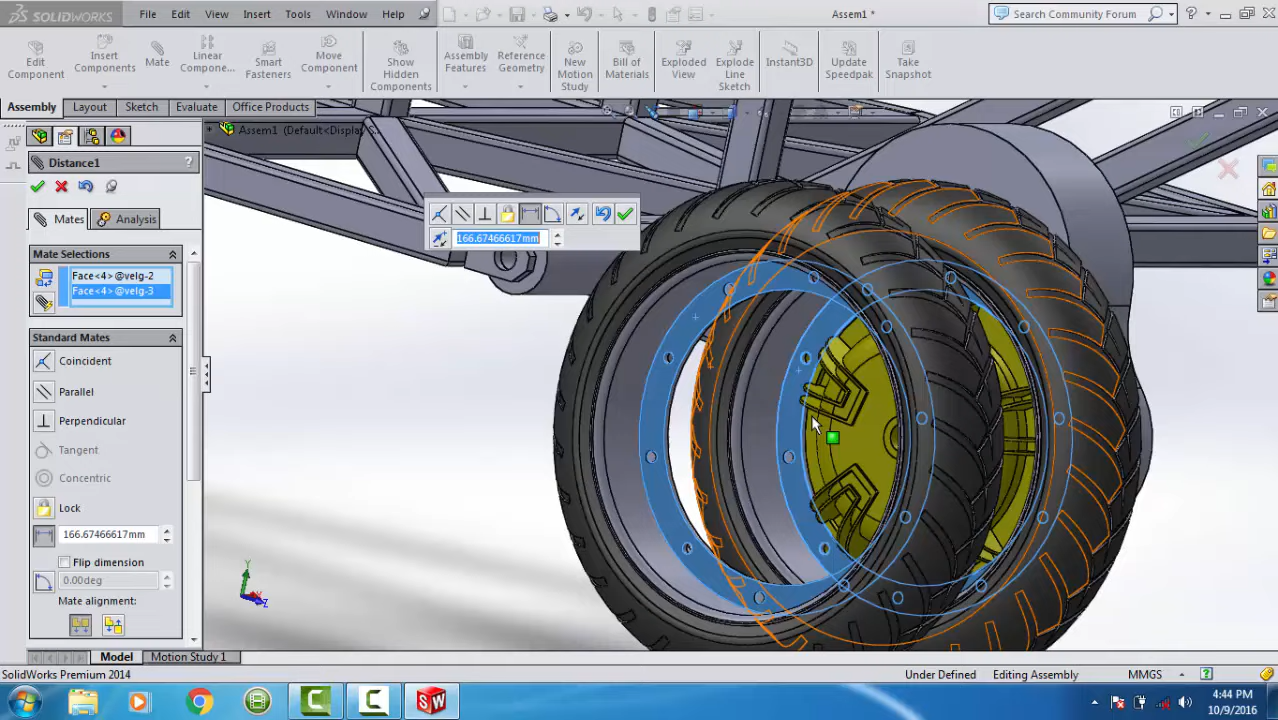 SOLIDWORKS
File Edit View Insert Tools Window Help
Assem1 *
Search Community Forum
?
Edit Component
Insert Components
Mate
Linear Compone...
Smart Fasteners
Move Component
Show Hidden Components
Assembly Features
Reference Geometry
New Motion Study
Bill of Materials
Exploded View
Explode Line Sketch
Instant3D
Update Speedpak
Take Snapshot
Assembly Layout Sketch Evaluate Office Products
Assem1 (Default<Display S...
Distance1
?
Mates Analysis
Mate Selections
Face<4>@velg-2
Face<4>@velg-3
Standard Mates
Coincident
Parallel
Perpendicular
Tangent
Concentric
Lock
166.67466617mm
Flip dimension
0.00deg
Mate alignment:
166.67466617mm
Y
Z
Model Motion Study 1
SolidWorks Premium 2014
Under Defined Editing Assembly MMGS ?
4:44 PM
10/9/2016